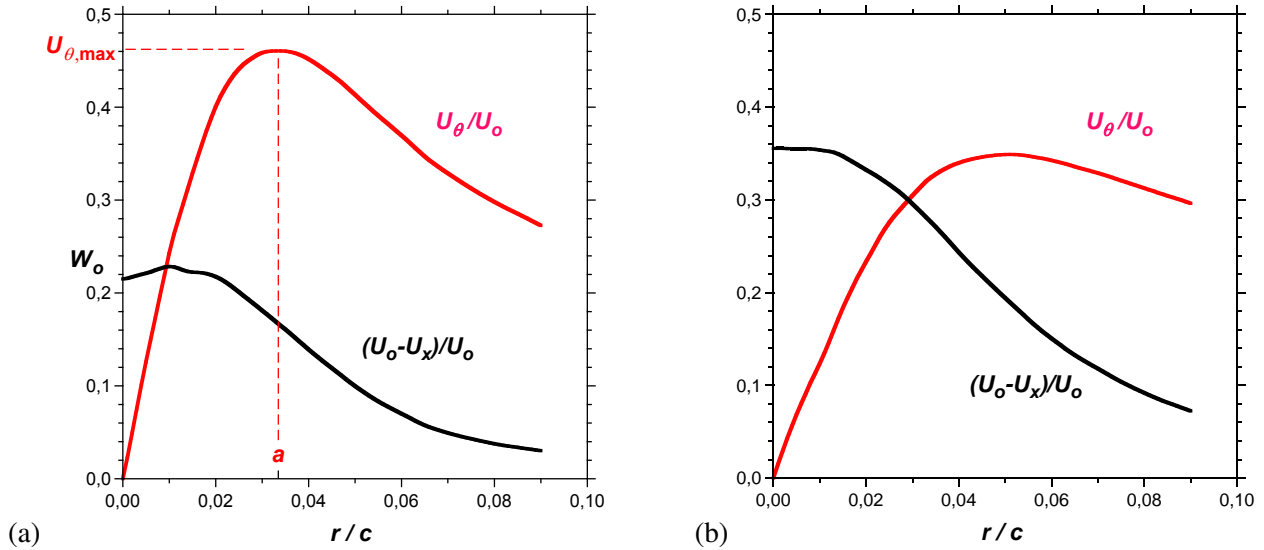 0,5
U_θ,max
0,4
U_θ/U_o
0,3
W_o
0,2
(U_o-U_x)/U_o
0,1
a
0,0
0,00 0,02 0,04 0,06 0,08 0,10
(a)
r / c
0,5
0,4
U_θ/U_o
0,3
0,2
0,1
(U_o-U_x)/U_o
0,0
0,00 0,02 0,04 0,06 0,08 0,10
(b)
r / c